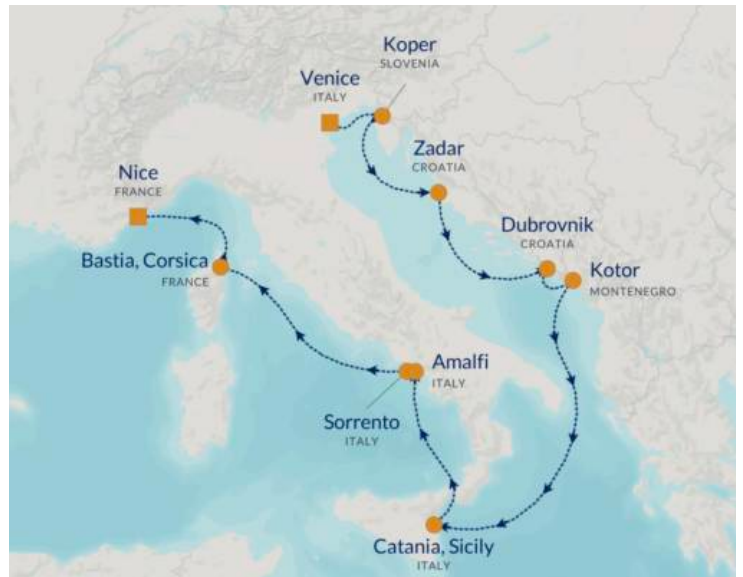 Koper
SLOVENIA
Venice
ITALY
Zadar
CROATIA
Nice
FRANCE
Dubrovnik
CROATIA
Bastia, Corsica
FRANCE
Kotor
MONTENEGRO
Amalfi
ITALY
Sorrento
ITALY
Catania, Sicily
ITALY